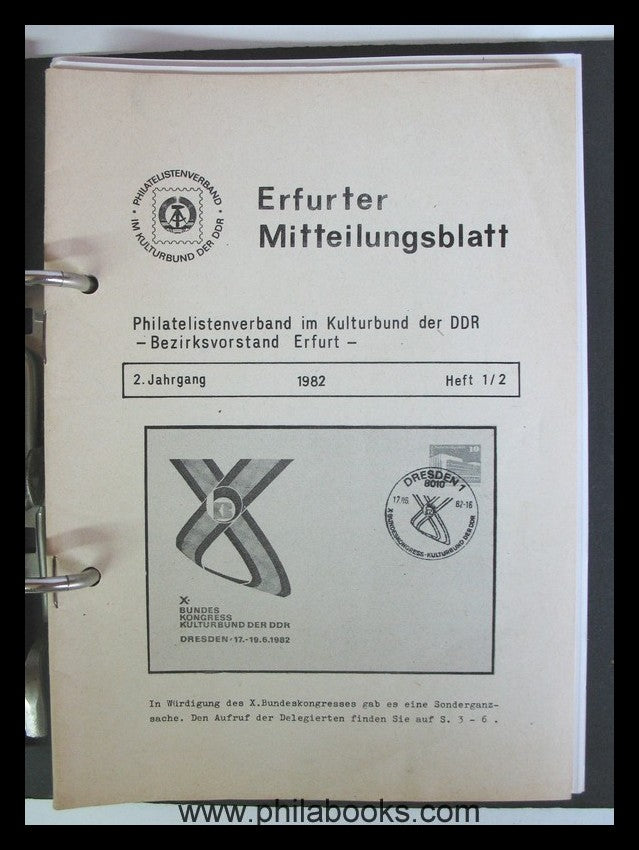 · PHILATELISTENVERBAND ·
IM KULTURBUND DER DDR
Erfurter
Mitteilungsblatt
Philatelistenverband im Kulturbund der DDR
– Bezirksvorstand Erfurt –
2. Jahrgang 1982 Heft 1/2
X.
BUNDES
KONGRESS
KULTURBUND DER DDR
DRESDEN · 17.-19.6.1982
10
DRESDEN 1
8010
82-16
X BUNDESKONGRESS · KULTURBUND DER DDR
In Würdigung des X.Bundeskongresses gab es eine Sonderganz-
sache. Den Aufruf der Delegierten finden Sie auf S. 3 - 6 .
www.philabooks.com